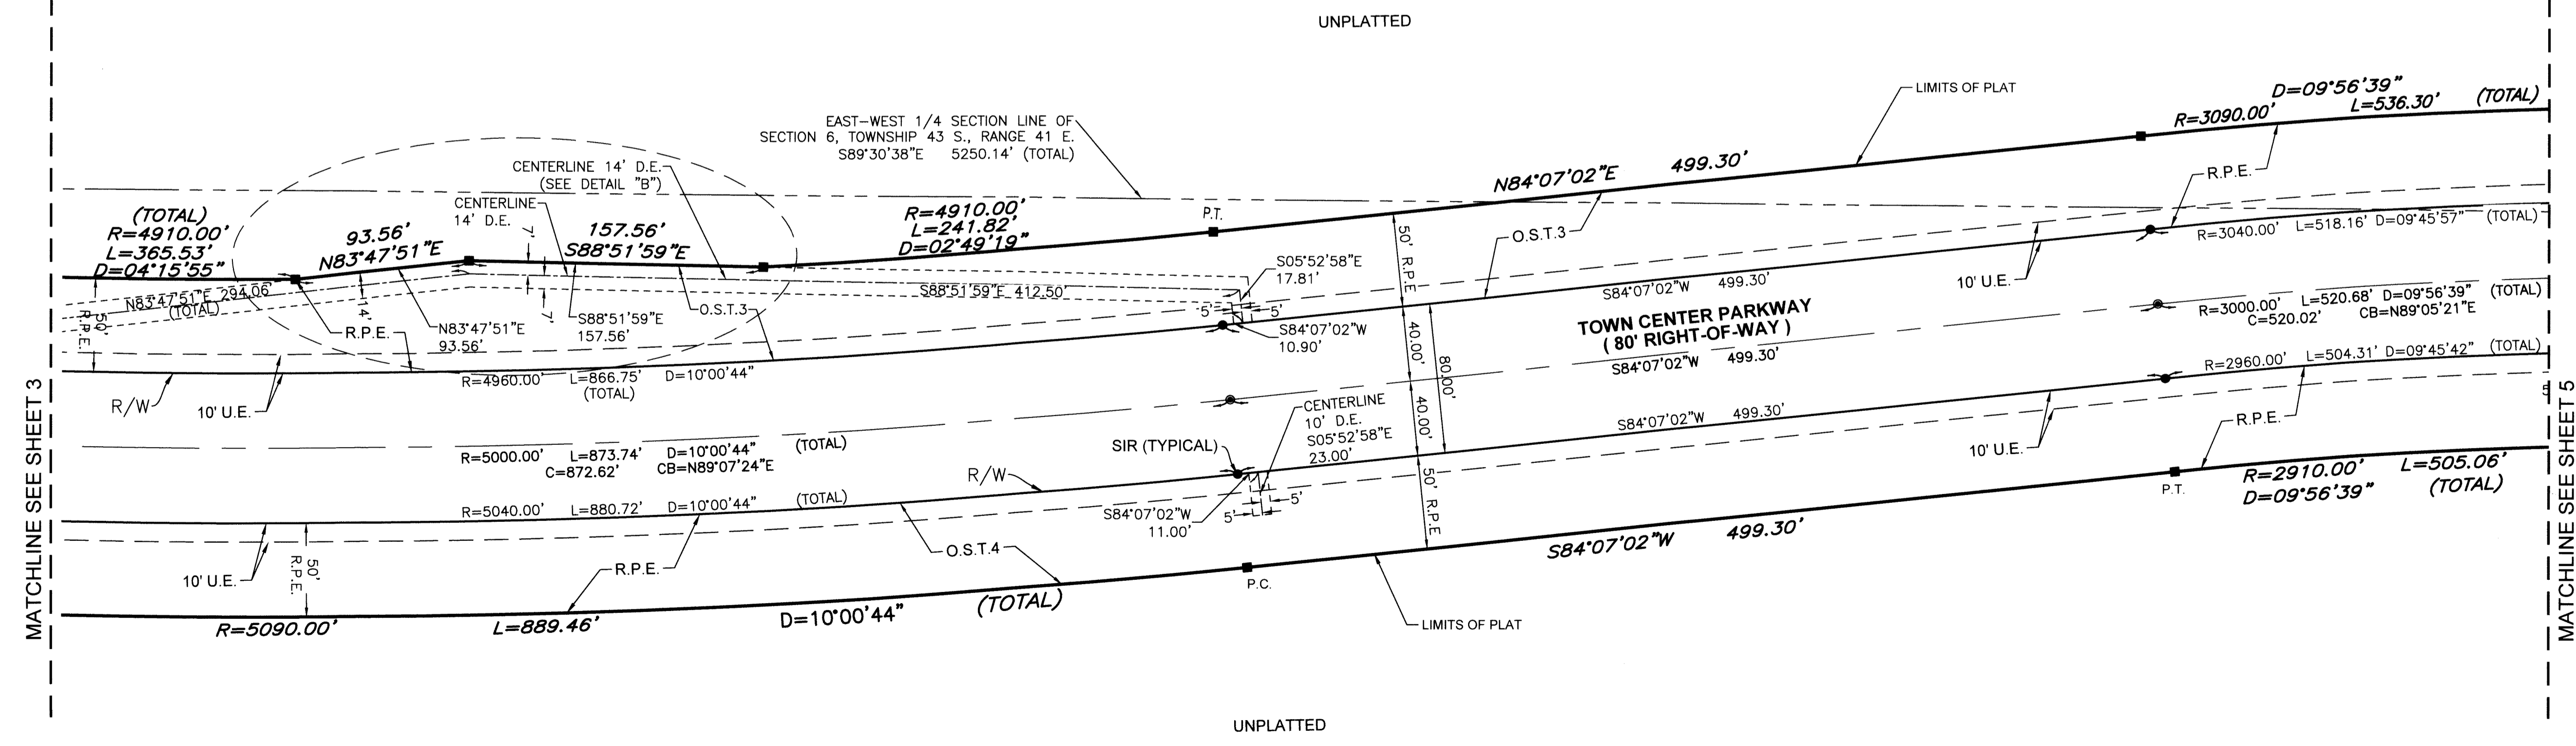 UNPLATTED
MATCHLINE SEE SHEET 3
(TOTAL)
R=4910.00'
L=365.53'
D=04°15'55"
93.56'
N83°47'51"E
CENTERLINE 14' D.E.
(SEE DETAIL "B")
CENTERLINE
14' D.E.
7'
157.56'
S88°51'59"E
EAST-WEST 1/4 SECTION LINE OF
SECTION 6, TOWNSHIP 43 S., RANGE 41 E.
S89°30'38"E 5250.14' (TOTAL)
R=4910.00'
L=241.82'
D=02°49'19"
P.T.
N84°07'02"E 499.30'
LIMITS OF PLAT
D=09°56'39"
R=3090.00' L=536.30' (TOTAL)
R.P.E.
N83°47'51"E 294.06'
(TOTAL)
50'
R.P.E.
14'
R.P.E.
N83°47'51"E
93.56'
7'
S88°51'59"E
157.56'
O.S.T.3
S88°51'59"E 412.50'
S05°52'58"E
17.81'
5'
5'
S84°07'02"W
10.90'
50' R.P.E
O.S.T.3
S84°07'02"W 499.30'
10' U.E.
R=3040.00' L=518.16' D=09°45'57" (TOTAL)
R/W
10' U.E.
R=4960.00' L=866.75' D=10°00'44"
(TOTAL)
40.00'
80.00'
40.00'
TOWN CENTER PARKWAY
( 80' RIGHT-OF-WAY )
S84°07'02"W 499.30'
R=3000.00' L=520.68' D=09°56'39" (TOTAL)
C=520.02' CB=N89°05'21"E
R=5000.00' L=873.74' D=10°00'44" (TOTAL)
C=872.62' CB=N89°07'24"E
SIR (TYPICAL)
CENTERLINE
10' D.E.
S05°52'58"E
23.00'
S84°07'02"W 499.30'
R=2960.00' L=504.31' D=09°45'42" (TOTAL)
5
10' U.E.
R.P.E.
R/W
R=5040.00' L=880.72' D=10°00'44" (TOTAL)
S84°07'02"W
11.00'
5'
5'
50' R.P.E
10' U.E.
50'
R.P.E.
R.P.E.
O.S.T.4
P.C.
S84°07'02"W 499.30'
P.T.
R=2910.00' L=505.06'
D=09°56'39" (TOTAL)
R=5090.00' L=889.46' D=10°00'44" (TOTAL)
LIMITS OF PLAT
MATCHLINE SEE SHEET 5
UNPLATTED